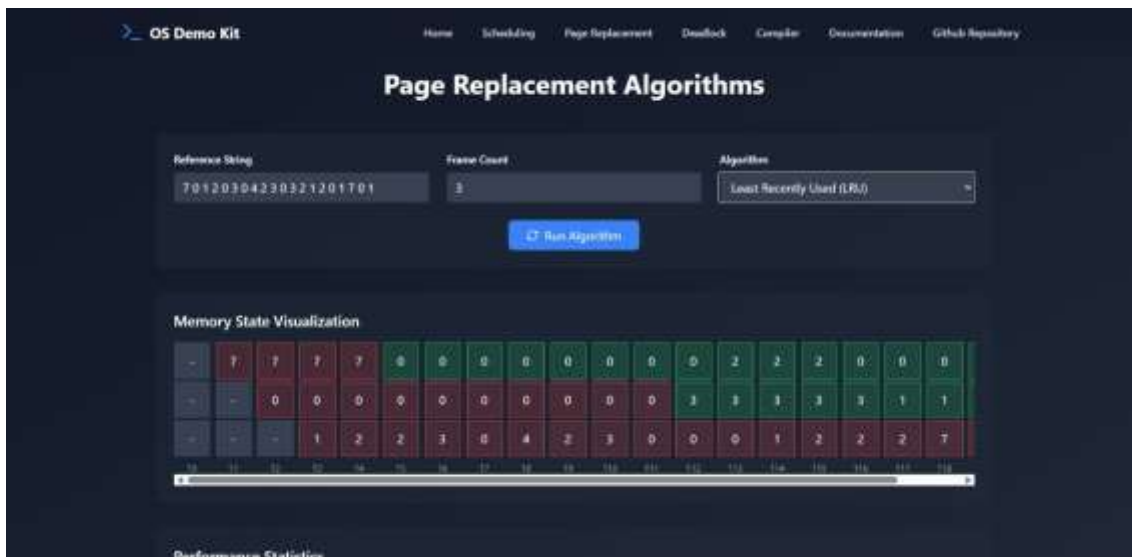 OS Demo Kit
Home Scheduling Page Replacement Deadlock Compiler Documentation Github Repository
Page Replacement Algorithms
Reference String Frame Count Algorithm
7 0 1 2 0 3 0 4 2 3 0 3 2 1 2 0 1 7 0 1 3 Least Recently Used (LRU)
Run Algorithm
Memory State Visualization
- 7 7 7 7 0 0 0 0 0 0 0 0 2 2 2 0 0 0
- - 0 0 0 0 0 0 0 0 0 0 3 3 3 3 3 1 1
- - - 1 2 2 3 0 4 2 3 0 0 0 1 2 2 2 7
Performance Statistics